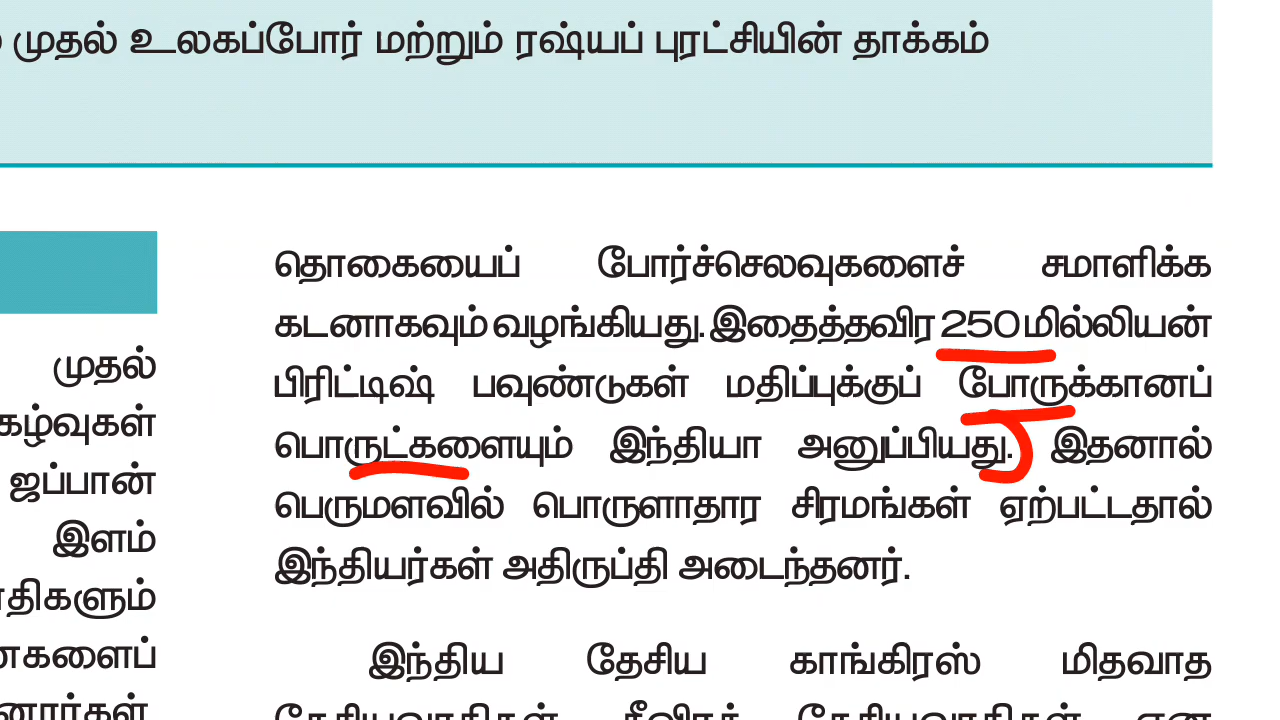 முதல் உலகப்போர் மற்றும் ரஷ்யப் புரட்சியின் தாக்கம்
முதல்
ஜப்பான்
இளம்
தொகையைப் போர்ச்செலவுகளைச் சமாளிக்க
கடனாகவும் வழங்கியது. இதைத்தவிர 250 மில்லியன்
பிரிட்டிஷ் பவுண்டுகள் மதிப்புக்குப் போருக்கானப்
பொருட்களையும் இந்தியா அனுப்பியது. இதனால்
பெருமளவில் பொருளாதார சிரமங்கள் ஏற்பட்டதால்
இந்தியர்கள் அதிருப்தி அடைந்தனர்.
இந்திய தேசிய காங்கிரஸ் மிதவாத